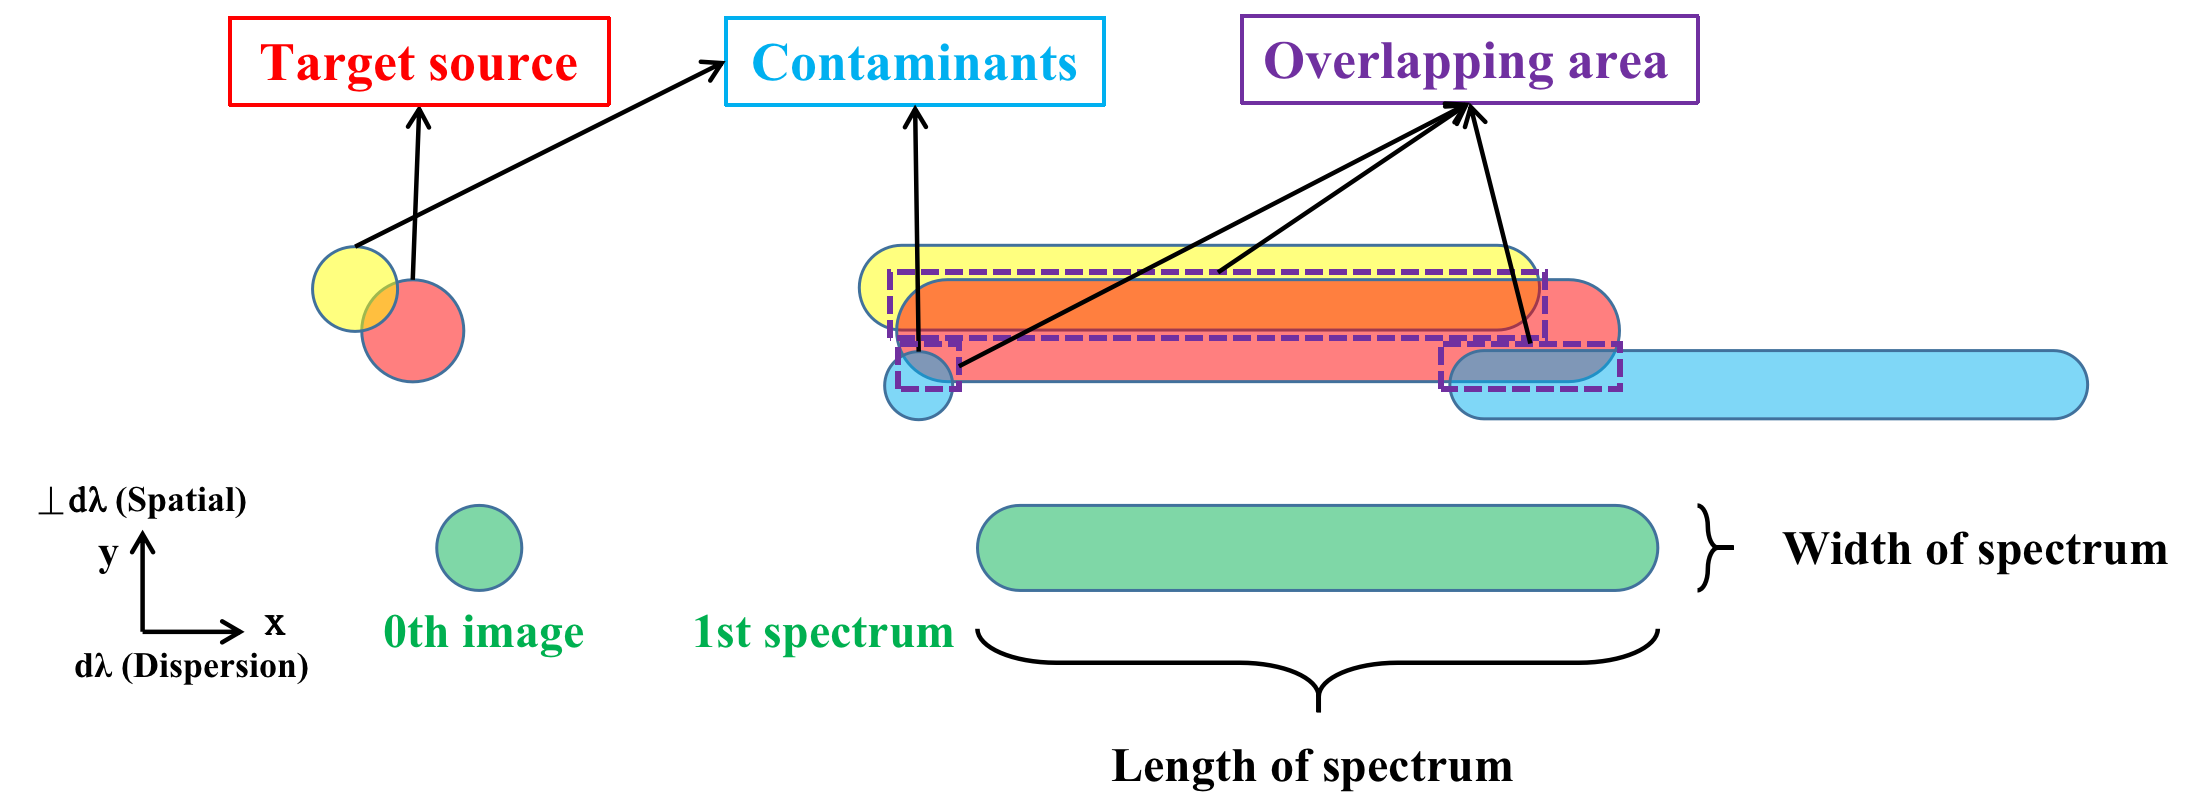 Target source
Contaminants
Overlapping area
⊥dλ (Spatial)
y
x
dλ (Dispersion)
0th image
1st spectrum
Width of spectrum
Length of spectrum